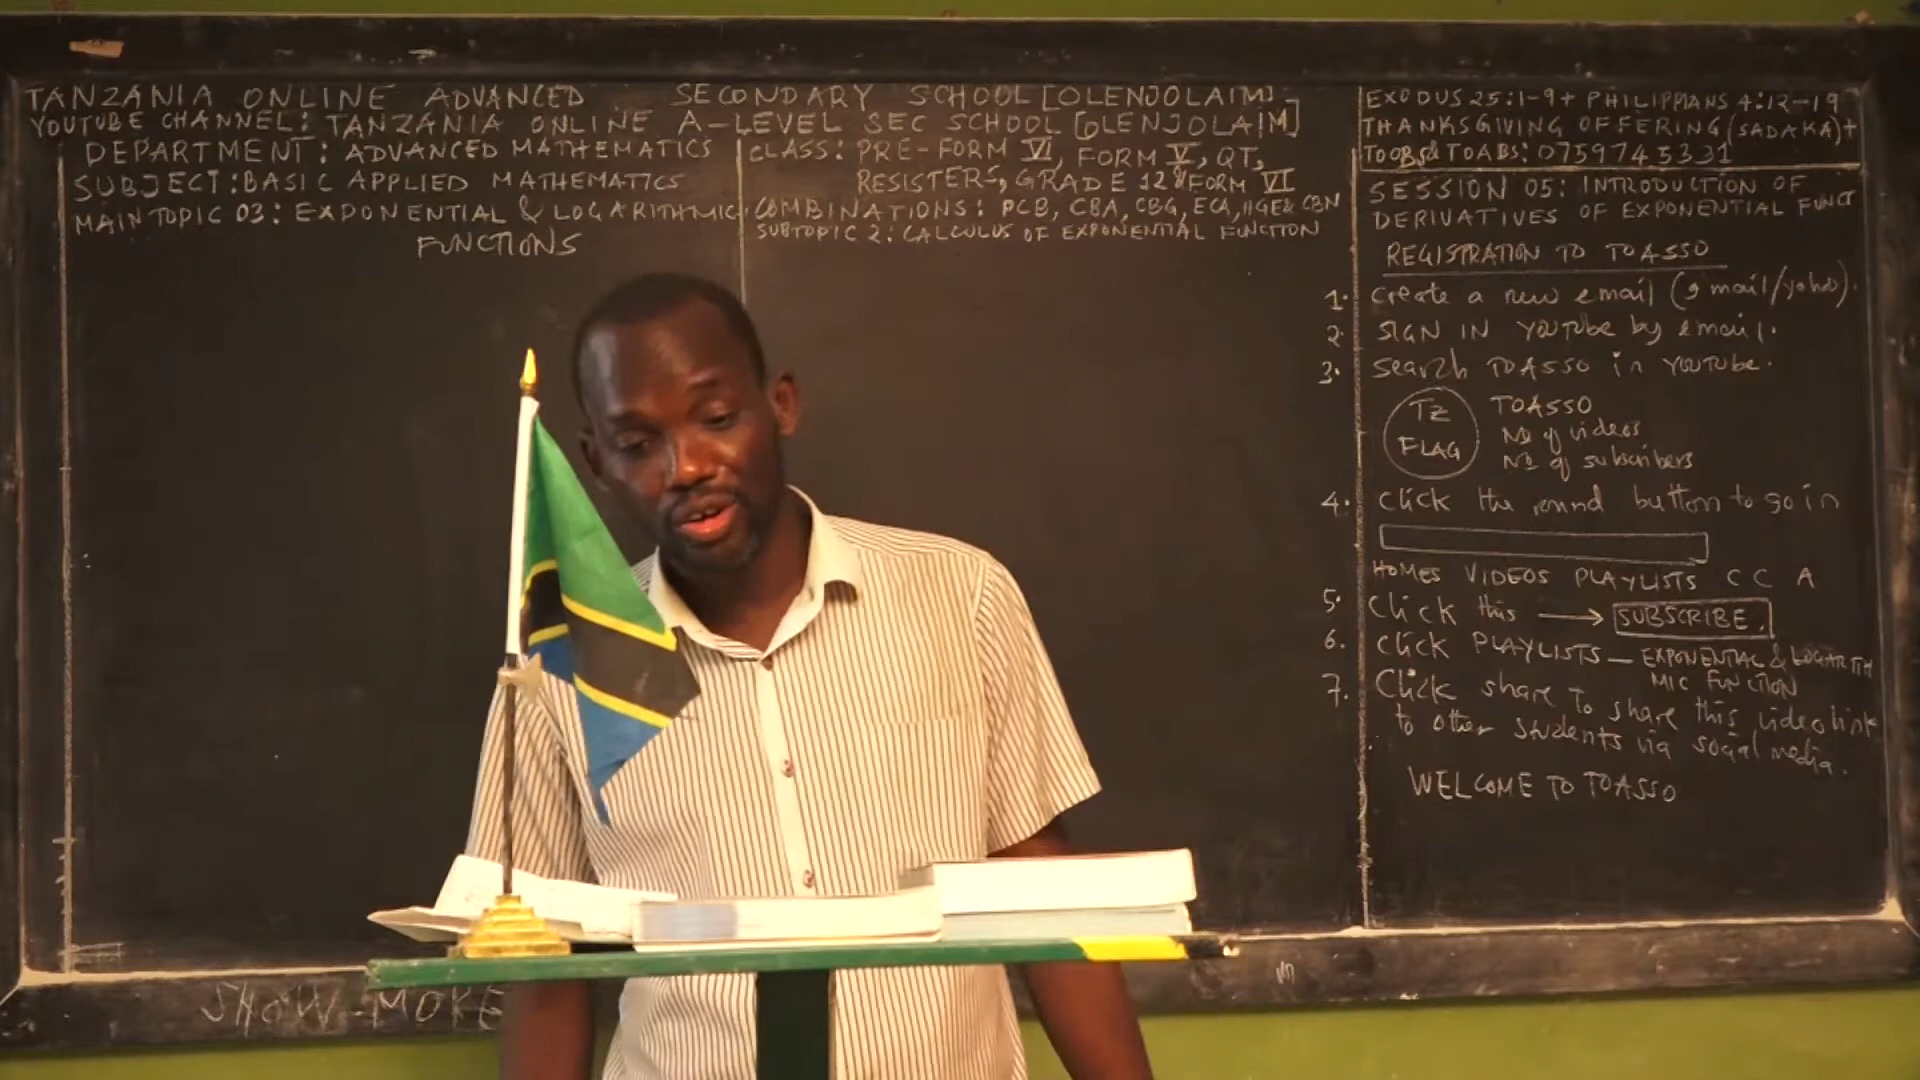 TANZANIA ONLINE ADVANCED SECONDARY SCHOOL [OLENJOLAIM]
YOUTUBE CHANNEL: TANZANIA ONLINE A-LEVEL SEC SCHOOL [OLENJOLAIM]
DEPARTMENT: ADVANCED MATHEMATICS
SUBJECT: BASIC APPLIED MATHEMATICS
MAIN TOPIC 03: EXPONENTIAL & LOGARITHMIC
FUNCTIONS
CLASS: PRE-FORM VI, FORM V, QT,
RESISTERS, GRADE 12 & FORM VI
COMBINATIONS: PCB, CBA, CBG, ECA, HGE & CBN
SUBTOPIC 2: CALCULUS OF EXPONENTIAL FUNCTION
EXODUS 25:1-9 + PHILIPPIANS 4:12-19
THANKSGIVING OFFERING (SADAKA) +
TOOBS & TOABS: 0759745331
SESSION 05: INTRODUCTION OF
DERIVATIVES OF EXPONENTIAL FUNCT
REGISTRATION TO TOASSO
1. Create a new email (gmail/yahoo).
2. SIGN IN YOUTUBE by email.
3. Search TOASSO in YOUTUBE.
TZ
FLAG
TOASSO
No of videos
No of subscribers
4. Click the round button to go in
HOMES VIDEOS PLAYLISTS C C A
5. Click this → SUBSCRIBE.
6. Click PLAYLISTS — EXPONENTIAL & LOGARITH
MIC FUNCTION
7. Click share to share this video link
to other students via social media.
WELCOME TO TOASSO
SHOW-MORE